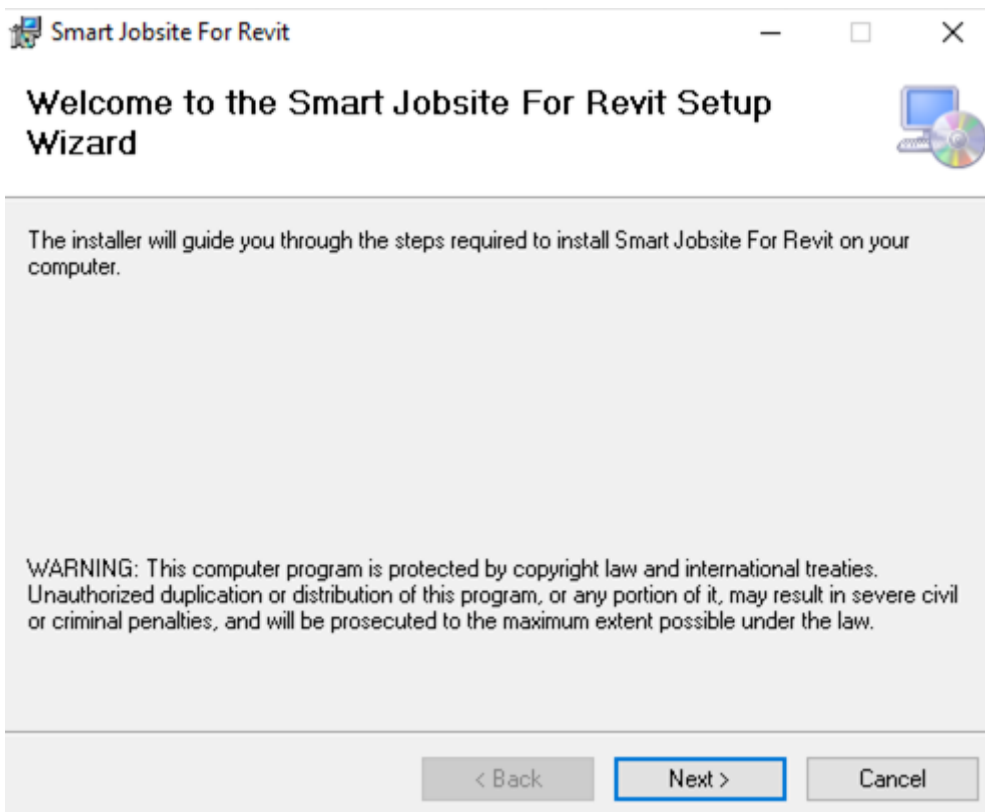 Smart Jobsite For Revit
Welcome to the Smart Jobsite For Revit Setup
Wizard
The installer will guide you through the steps required to install Smart Jobsite For Revit on your
computer.
WARNING: This computer program is protected by copyright law and international treaties.
Unauthorized duplication or distribution of this program, or any portion of it, may result in severe civil
or criminal penalties, and will be prosecuted to the maximum extent possible under the law.
< Back Next > Cancel